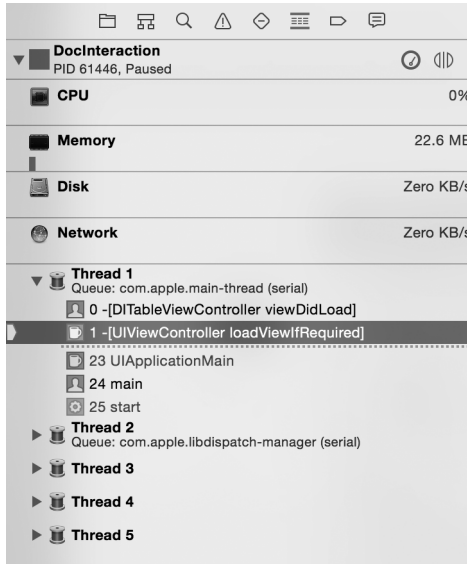 DocInteraction
PID 61446, Paused
CPU
0%
Memory
22.6 MB
Disk
Zero KB/s
Network
Zero KB/s
Thread 1
Queue: com.apple.main-thread (serial)
0 -[DITableViewController viewDidLoad]
1 -[UIViewController loadViewIfRequired]
23 UIApplicationMain
24 main
25 start
Thread 2
Queue: com.apple.libdispatch-manager (serial)
Thread 3
Thread 4
Thread 5